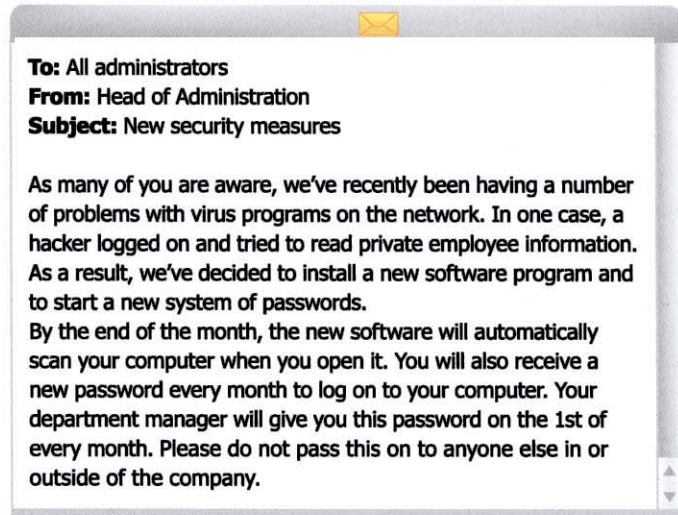 To: All administrators
From: Head of Administration
Subject: New security measures
As many of you are aware, we've recently been having a number
of problems with virus programs on the network. In one case, a
hacker logged on and tried to read private employee information.
As a result, we've decided to install a new software program and
to start a new system of passwords.
By the end of the month, the new software will automatically
scan your computer when you open it. You will also receive a
new password every month to log on to your computer. Your
department manager will give you this password on the 1st of
every month. Please do not pass this on to anyone else in or
outside of the company.